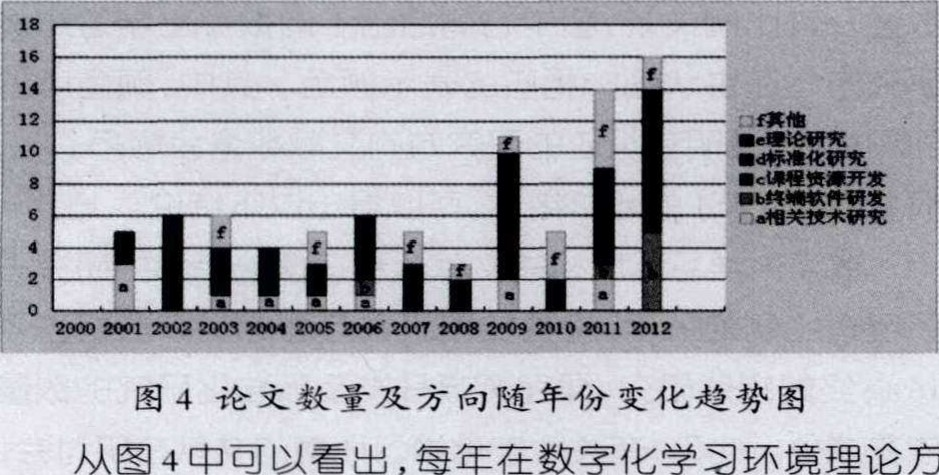 18
16
14
12
10
8
6
4
2
0
f
f
f
f
f
f
f
f
a
a
a
a
a
a
a
b
2000 2001 2002 2003 2004 2005 2006 2007 2008 2009 2010 2011 2012
f其他
e理论研究
d标准化研究
c课程资源开发
b终端软件研发
a相关技术研究
图 4 论文数量及方向随年份变化趋势图
从图 4 中可以看出,每年在数字化学习环境理论方